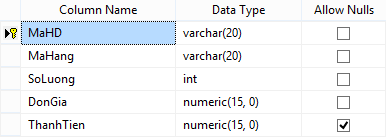 Column Name Data Type Allow Nulls
MaHD varchar(20)
MaHang varchar(20)
SoLuong int
DonGia numeric(15, 0)
ThanhTien numeric(15, 0)